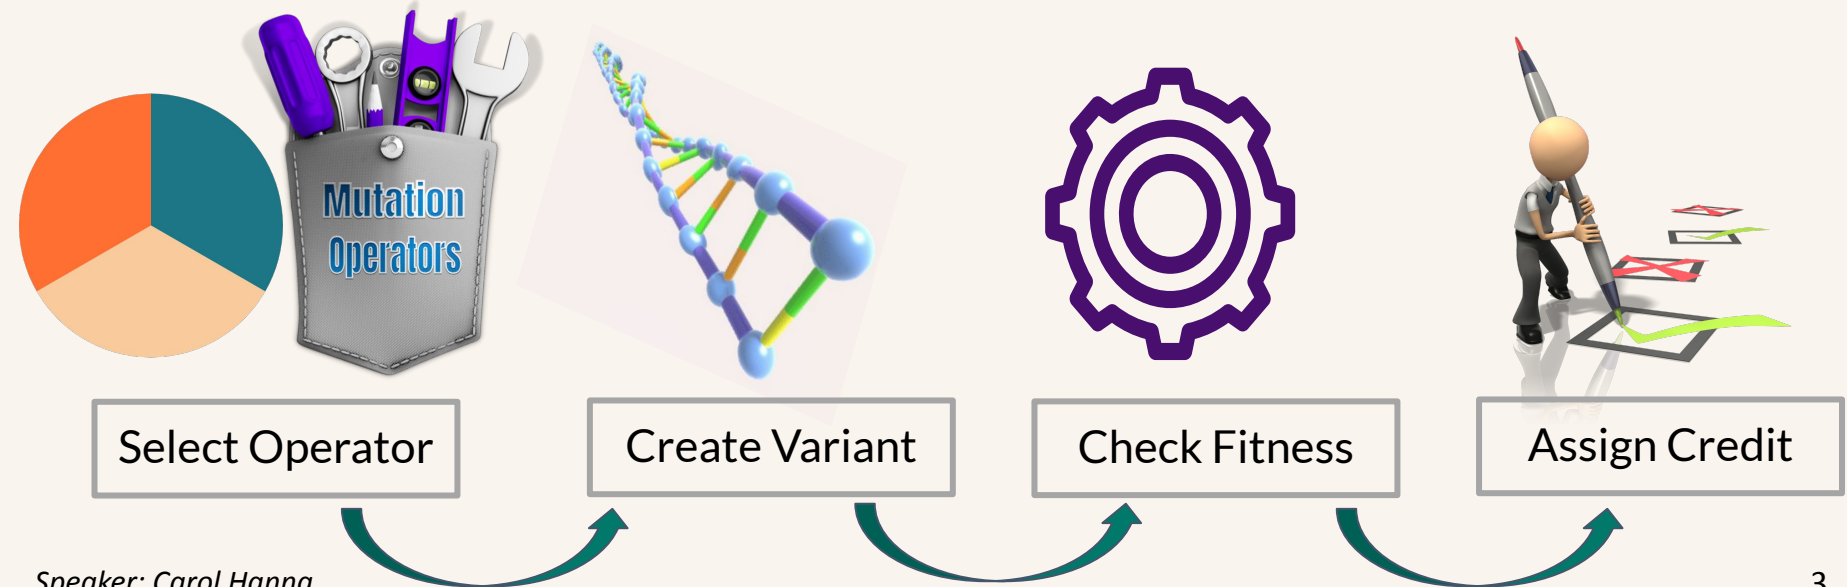 Mutation
Operators
Select Operator
Create Variant
Check Fitness
Assign Credit
Speaker: Carol Hanna
3